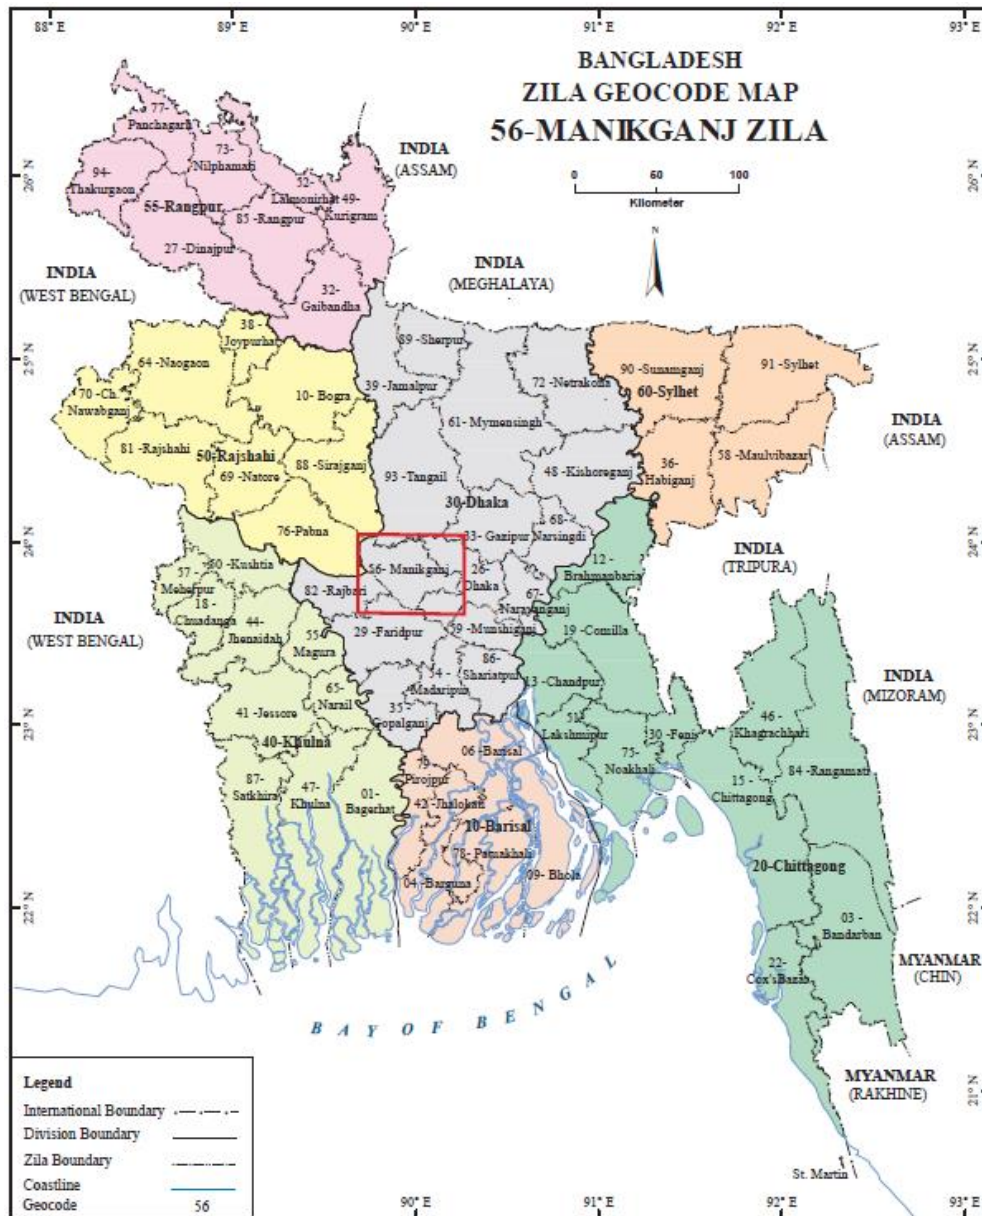 88° E 89° E 90° E 91° E 92° E 93° E
BANGLADESH
ZILA GEOCODE MAP
56-MANIKGANJ ZILA
0 50 100
Kilometer
N
26° N
26° N
25° N
25° N
24° N
24° N
23° N
23° N
22° N
22° N
21° N
INDIA
(ASSAM)
INDIA
(MEGHALAYA)
INDIA
(WEST BENGAL)
INDIA
(ASSAM)
INDIA
(TRIPURA)
INDIA
(WEST BENGAL)
INDIA
(MIZORAM)
MYANMAR
(CHIN)
MYANMAR
(RAKHINE)
77-
Panchagarh
73-
Nilphamari
94-
Thakurgaon
52-
Lalmonirhat
49-
Kurigram
55-Rangpur
85 -Rangpur
27 -Dinajpur
32-
Gaibandha
38 -
Joypurhat
64 -Naogaon
70 -Ch.
Nawabganj
10- Bogra
81 -Rajshahi
50-Rajshahi
69 -Natore
88 -Sirajganj
76-Pabna
89 -Sherpur
39 -Jamalpur
72 -Netrakona
61- Mymensingh
93 -Tangail
48 -Kishoreganj
30-Dhaka
33- Gazipur
68-
Narsingdi
56- Manikganj
26-
Dhaka
82 -Rajbari
67-
Narayanganj
29 -Faridpur
59 -Munshiganj
86-
Shariatpur
54 -
Madaripur
35 -
Gopalganj
90 -Sunamganj
91 -Sylhet
60-Sylhet
36-
Habiganj
58 -Maulvibazar
12 -
Brahmanbaria
19 -Comilla
13 -Chandpur
51-
Lakshmipur
75-
Noakhali
30 -Feni
46 -
Khagrachhari
84 -Rangamati
15 -
Chittagong
20-Chittagong
03 -
Bandarban
22-
Cox'sBazar
57 -
Meherpur
Kushtia
18 -
Chuadanga
44-
Jhenaidah
55-
Magura
65-
Narail
41 -Jessore
40-Khulna
87-
Satkhira
47-
Khulna
01-
Bagerhat
06 -Barisal
79-
Pirojpur
42 -Jhalokati
10-Barisal
78- Patuakhali
04 -Barguna
09- Bhola
BAY OF BENGAL
St. Martin
Legend
International Boundary
Division Boundary
Zila Boundary
Coastline
Geocode 56
90° E 91° E 92° E